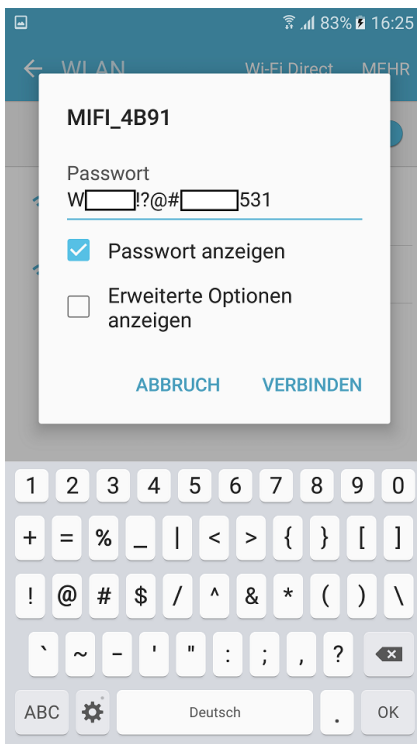 83% 16:25
WLAN Wi-Fi Direct MEHR
MIFI_4B91
Passwort
W !?@# 531
Passwort anzeigen
Erweiterte Optionen
anzeigen
ABBRUCH VERBINDEN
1 2 3 4 5 6 7 8 9 0
+ = % _ | < > { } [ ]
! @ # $ / ^ & * ( ) \
` ~ - ' " : ; , ?
ABC Deutsch . OK